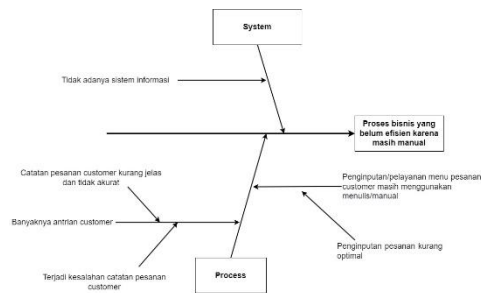 System
Tidak adanya sistem informasi
Proses bisnis yang
belum efisien karena
masih manual
Catatan pesanan customer kurang jelas
dan tidak akurat
Penginputan/pelayanan menu pesanan
customer masih menggunakan
menulis/manual
Banyaknya antrian customer
Penginputan pesanan kurang
optimal
Terjadi kesalahan catatan pesanan
customer
Process